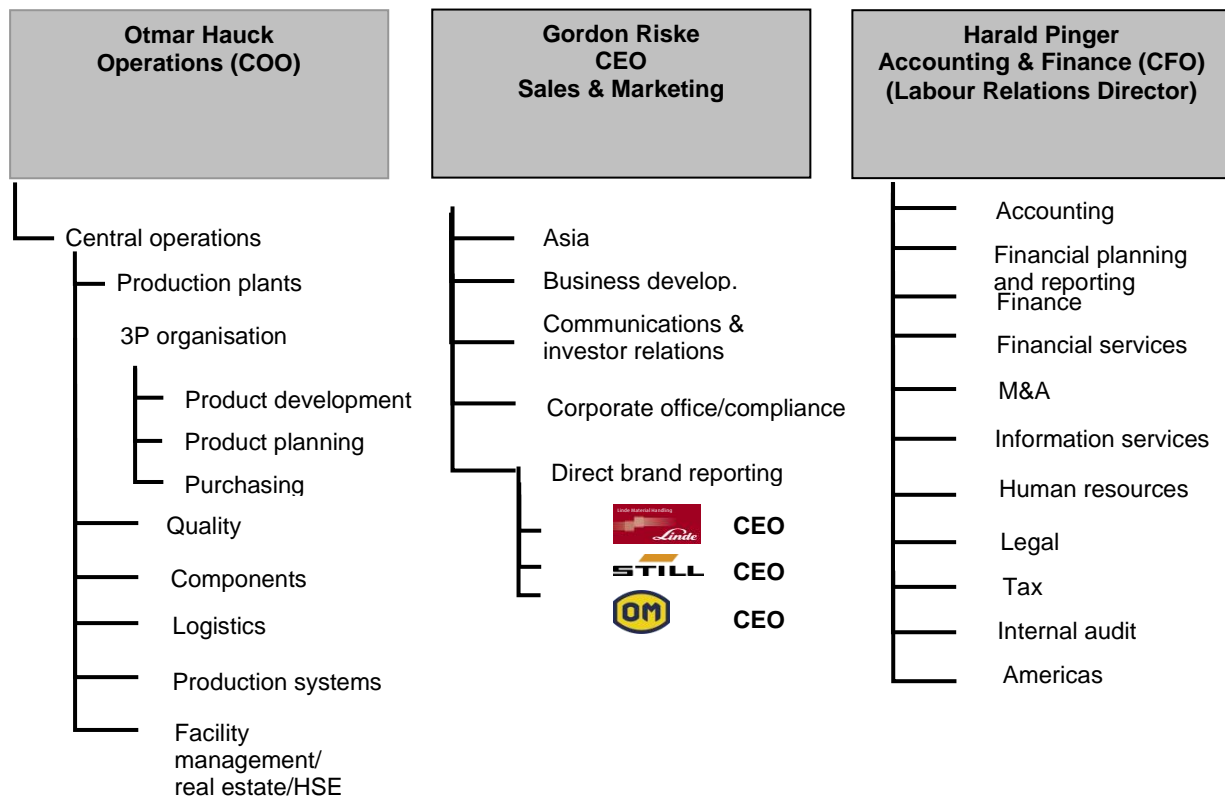 Otmar Hauck
Operations (COO)
Gordon Riske
CEO
Sales & Marketing
Harald Pinger
Accounting & Finance (CFO)
(Labour Relations Director)
Central operations
Production plants
3P organisation
Product development
Product planning
Purchasing
Quality
Components
Logistics
Production systems
Facility
management/
real estate/HSE
Asia
Business develop.
Communications &
investor relations
Corporate office/compliance
Direct brand reporting
Linde Material Handling
Linde
CEO
STILL
CEO
OM
CEO
Accounting
Financial planning
and reporting
Finance
Financial services
M&A
Information services
Human resources
Legal
Tax
Internal audit
Americas